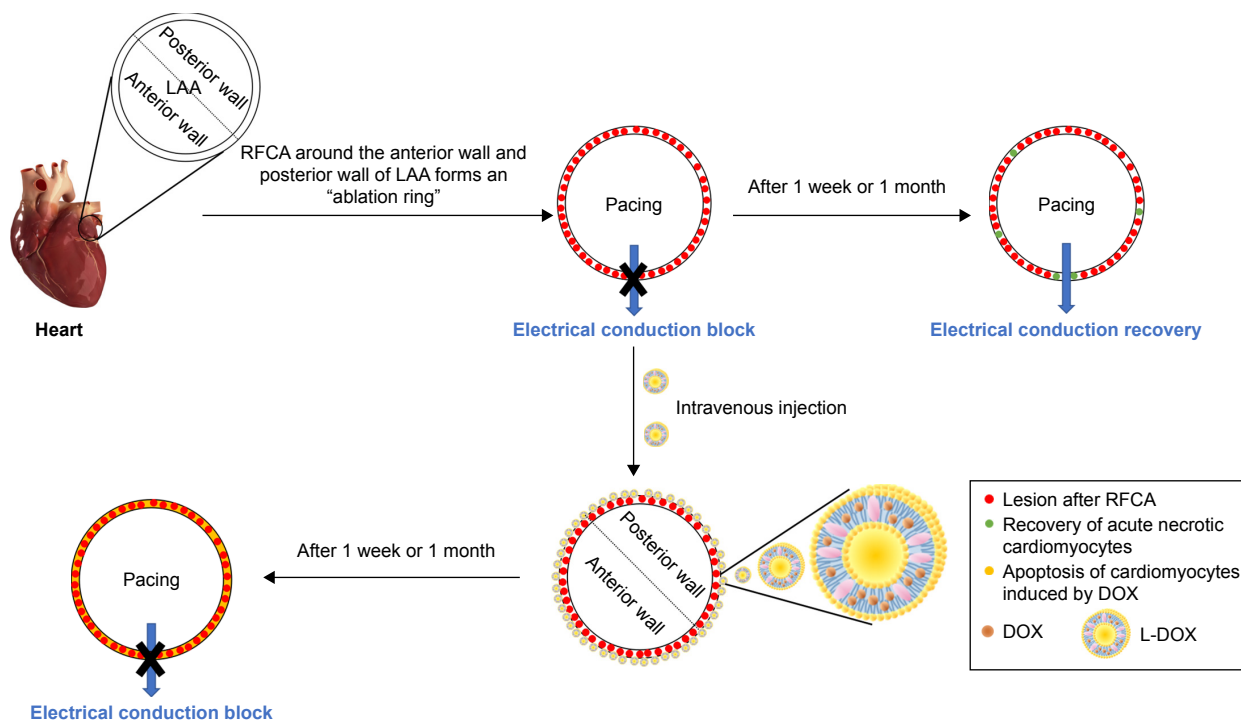 Posterior wall
LAA
Anterior wall
Heart
RFCA around the anterior wall and
posterior wall of LAA forms an
“ablation ring”
Pacing
Electrical conduction block
After 1 week or 1 month
Pacing
Electrical conduction recovery
Intravenous injection
Posterior wall
Anterior wall
After 1 week or 1 month
Pacing
Electrical conduction block
Lesion after RFCA
Recovery of acute necrotic
cardiomyocytes
Apoptosis of cardiomyocytes
induced by DOX
DOX
L-DOX